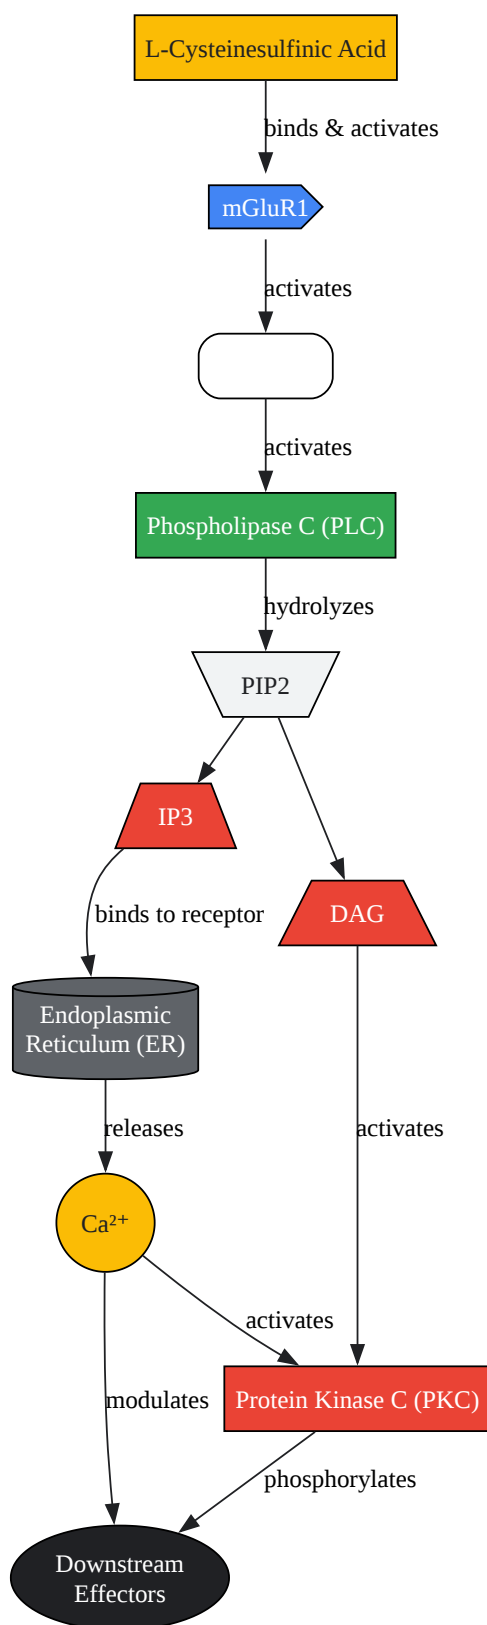 L-Cysteinesulfinic Acid
binds & activates
mGluR1
activates
activates
Phospholipase C (PLC)
hydrolyzes
PIP2
IP3
DAG
binds to receptor
Endoplasmic
Reticulum (ER)
releases
activates
Ca²⁺
activates
Protein Kinase C (PKC)
modulates
phosphorylates
Downstream
Effectors